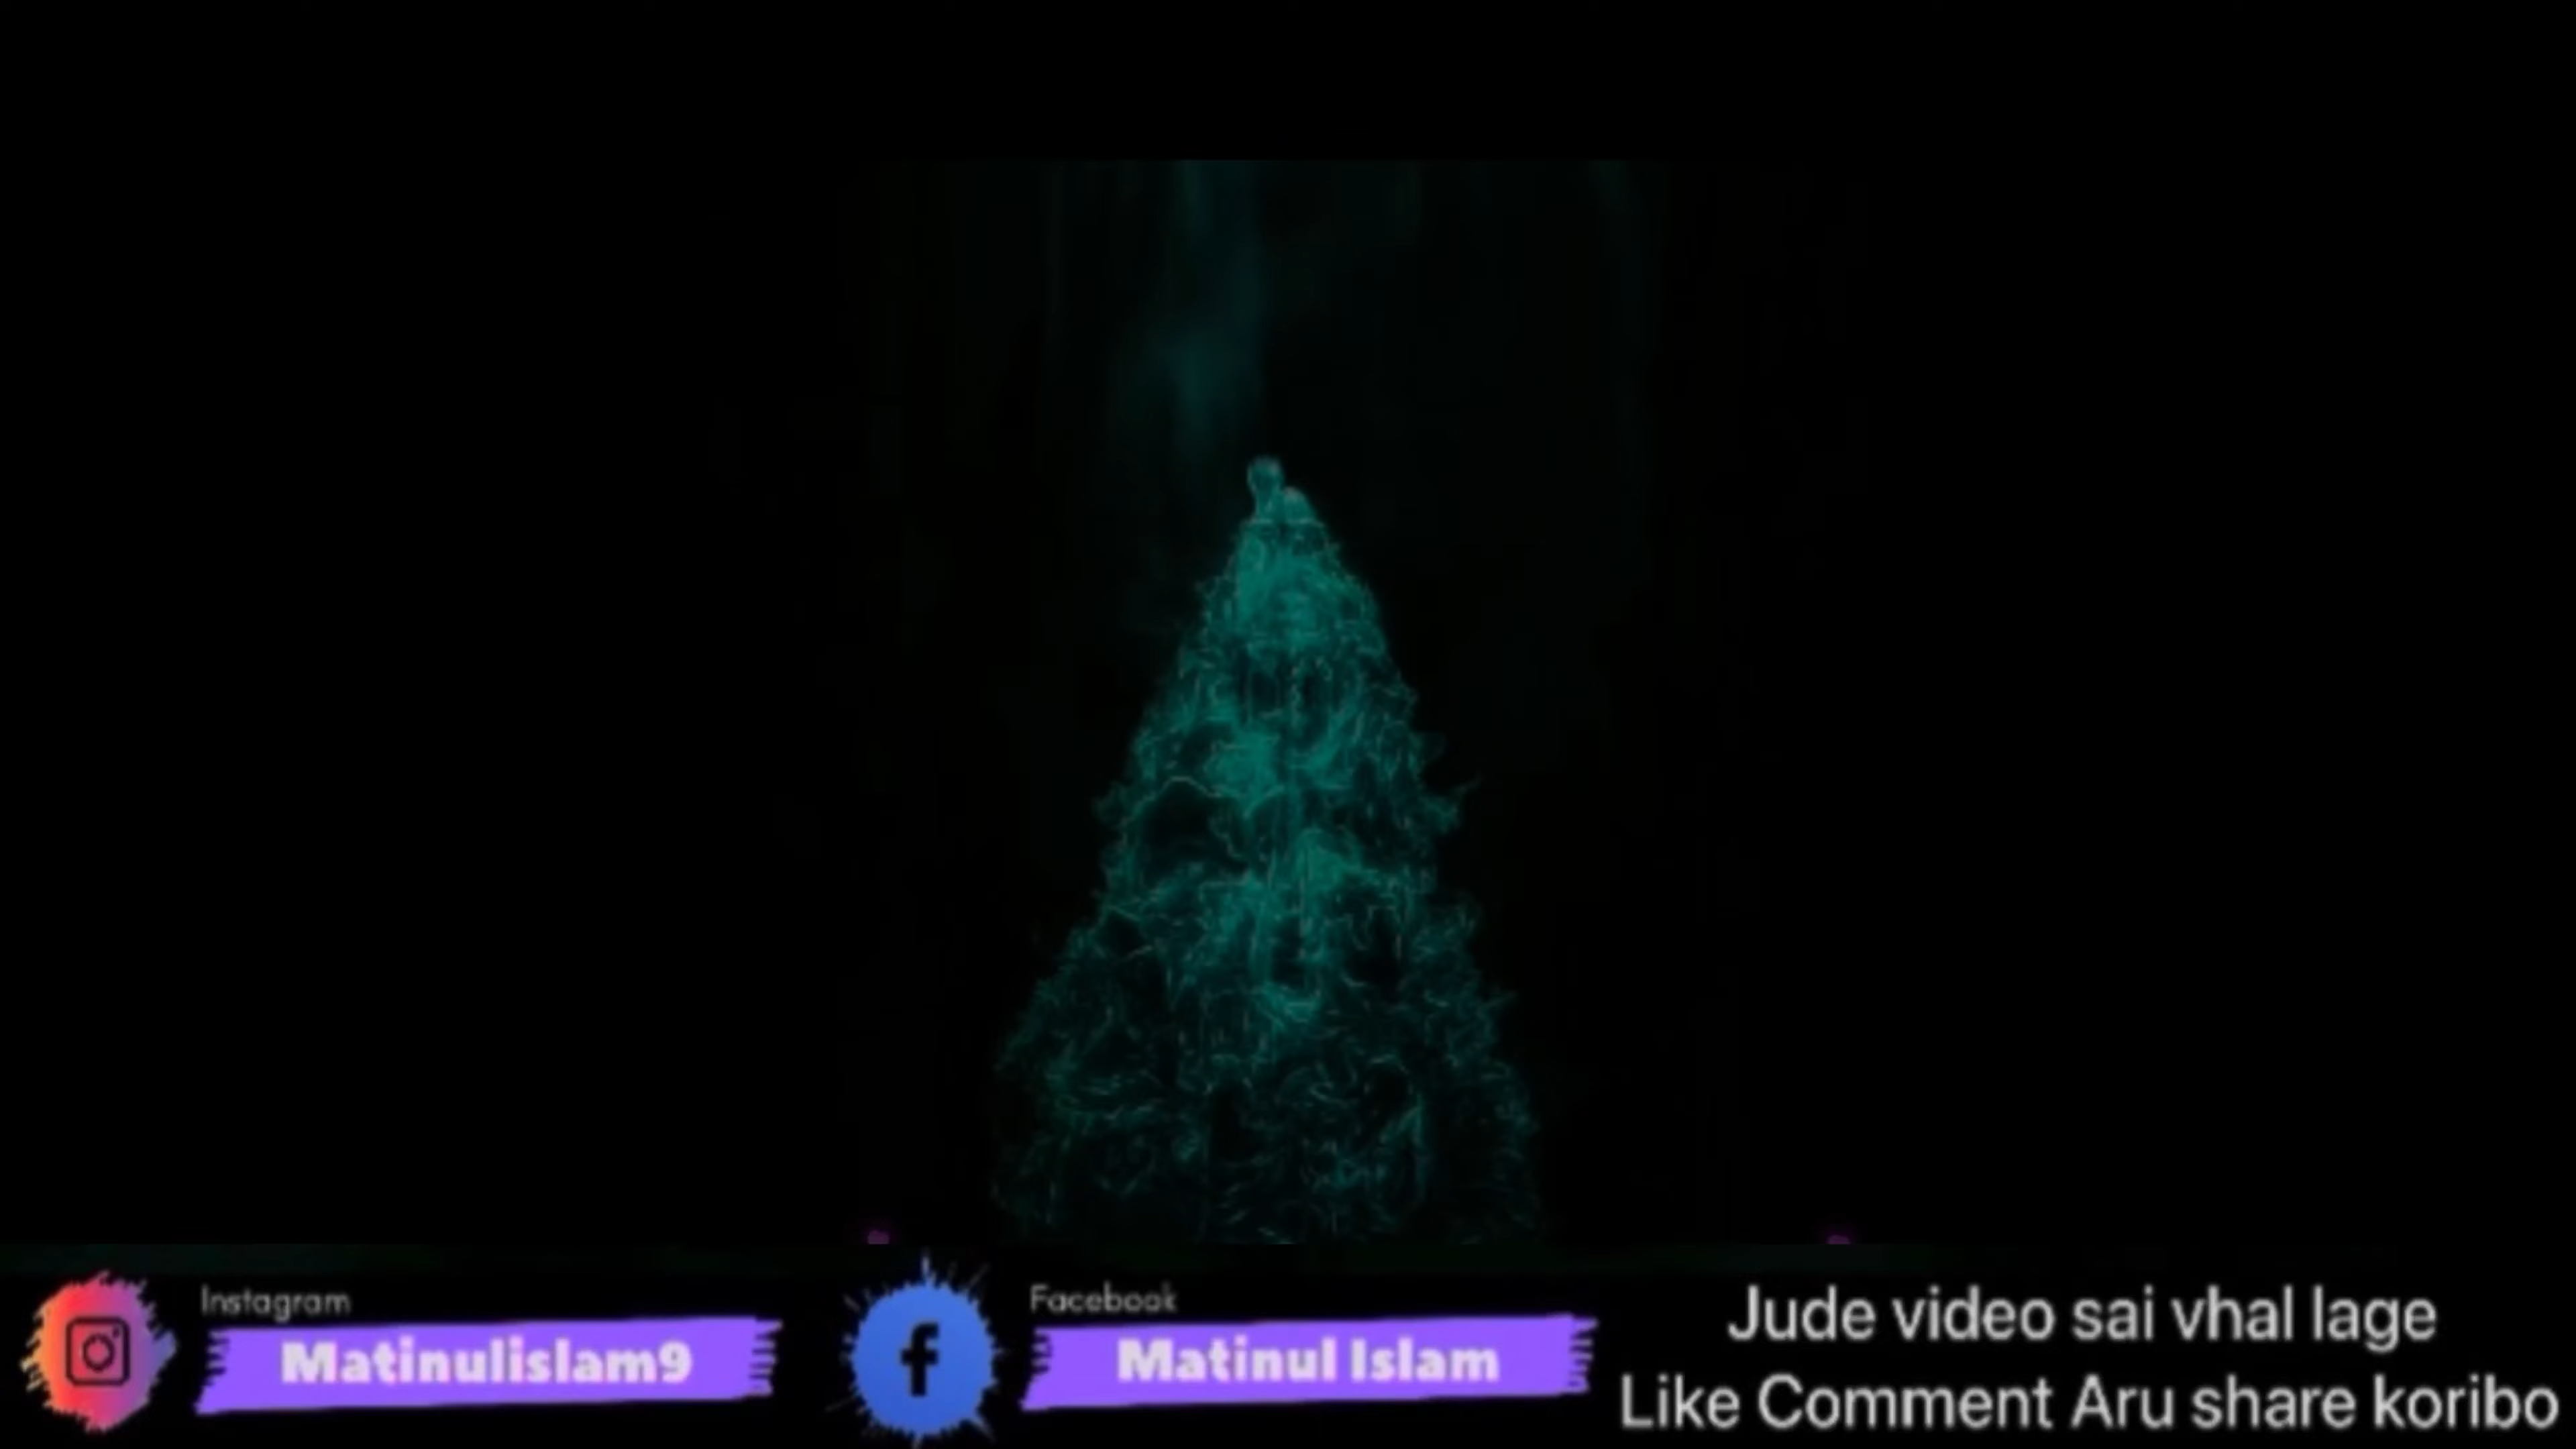 Instagram
Matinulislam9
Facebook
Matinul Islam
Jude video sai vhal lage
Like Comment Aru share koribo